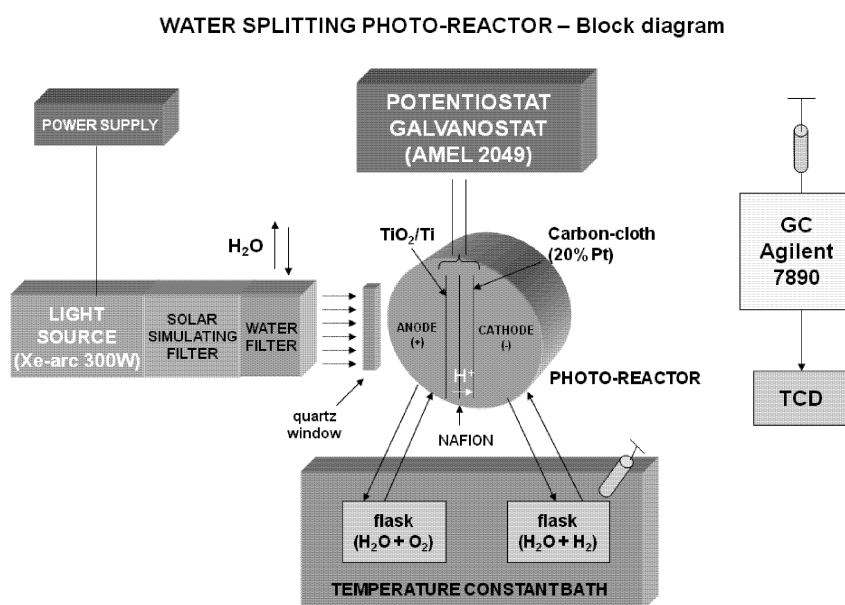 WATER SPLITTING PHOTO-REACTOR – Block diagram
POWER SUPPLY
POTENTIOSTAT
GALVANOSTAT
(AMEL 2049)
H₂O
TiO₂/Ti
Carbon-cloth
(20% Pt)
GC
Agilent
7890
LIGHT
SOURCE
(Xe-arc 300W)
SOLAR
SIMULATING
FILTER
WATER
FILTER
ANODE
(+)
CATHODE
(-)
H⁺
PHOTO-REACTOR
TCD
quartz
window
NAFION
flask
(H₂O + O₂)
flask
(H₂O + H₂)
TEMPERATURE CONSTANT BATH